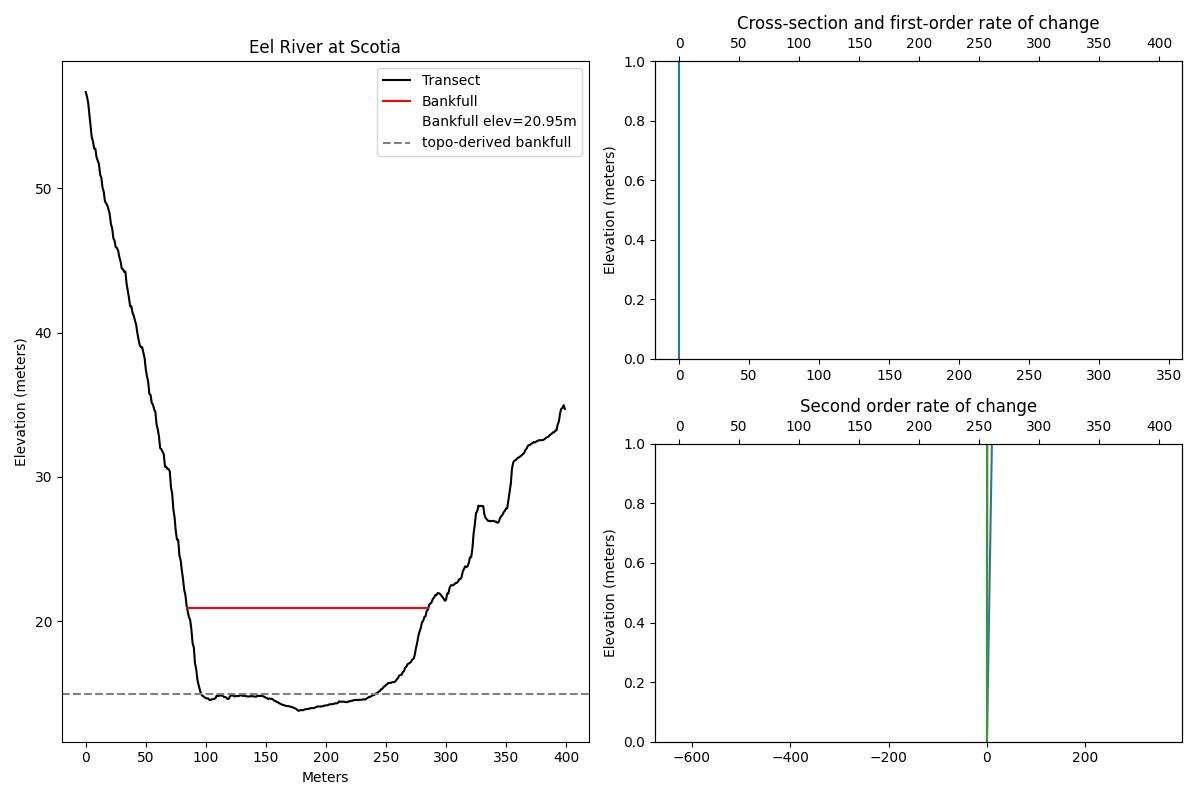 Eel River at Scotia
Transect
Bankfull
Bankfull elev=20.95m
topo-derived bankfull
Elevation (meters)
50
40
30
20
0 50 100 150 200 250 300 350 400
Meters
Cross-section and first-order rate of change
0 50 100 150 200 250 300 350 400
Elevation (meters)
1.0
0.8
0.6
0.4
0.2
0.0
0 50 100 150 200 250 300 350
Second order rate of change
0 50 100 150 200 250 300 350 400
Elevation (meters)
1.0
0.8
0.6
0.4
0.2
0.0
−600 −400 −200 0 200